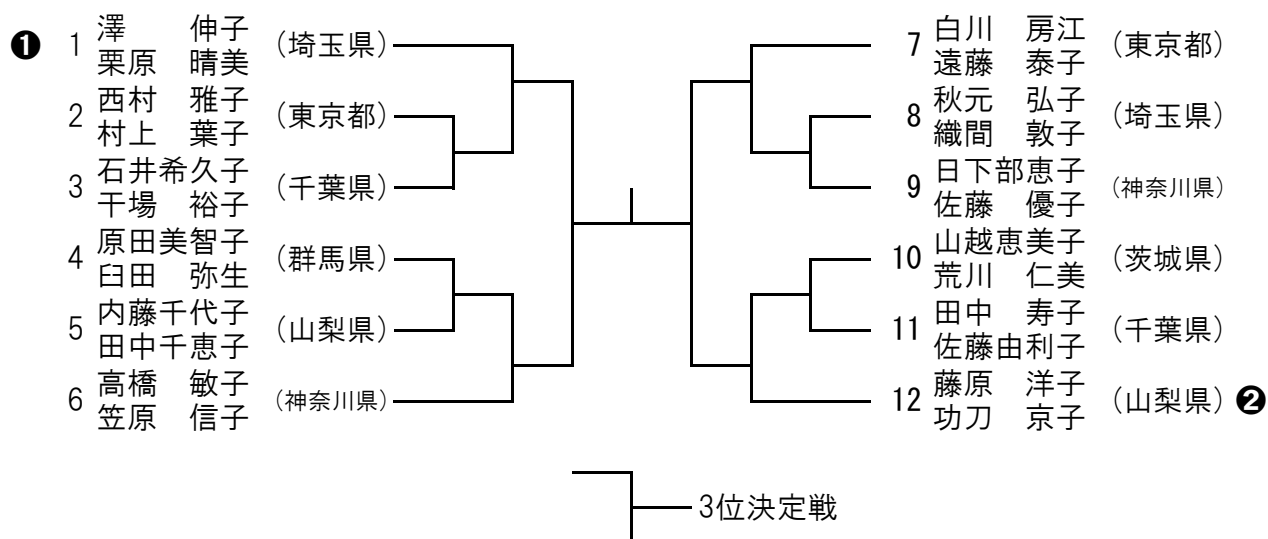 ❶ 1 澤 伸子 (埼玉県)
栗原 晴美
2 西村 雅子 (東京都)
村上 葉子
3 石井希久子 (千葉県)
干場 裕子
4 原田美智子 (群馬県)
臼田 弥生
5 内藤千代子 (山梨県)
田中千恵子
6 高橋 敏子 (神奈川県)
笠原 信子
7 白川 房江 (東京都)
遠藤 泰子
8 秋元 弘子 (埼玉県)
織間 敦子
9 日下部恵子 (神奈川県)
佐藤 優子
10 山越恵美子 (茨城県)
荒川 仁美
11 田中 寿子 (千葉県)
佐藤由利子
12 藤原 洋子 (山梨県) ❷
功刀 京子
3位決定戦